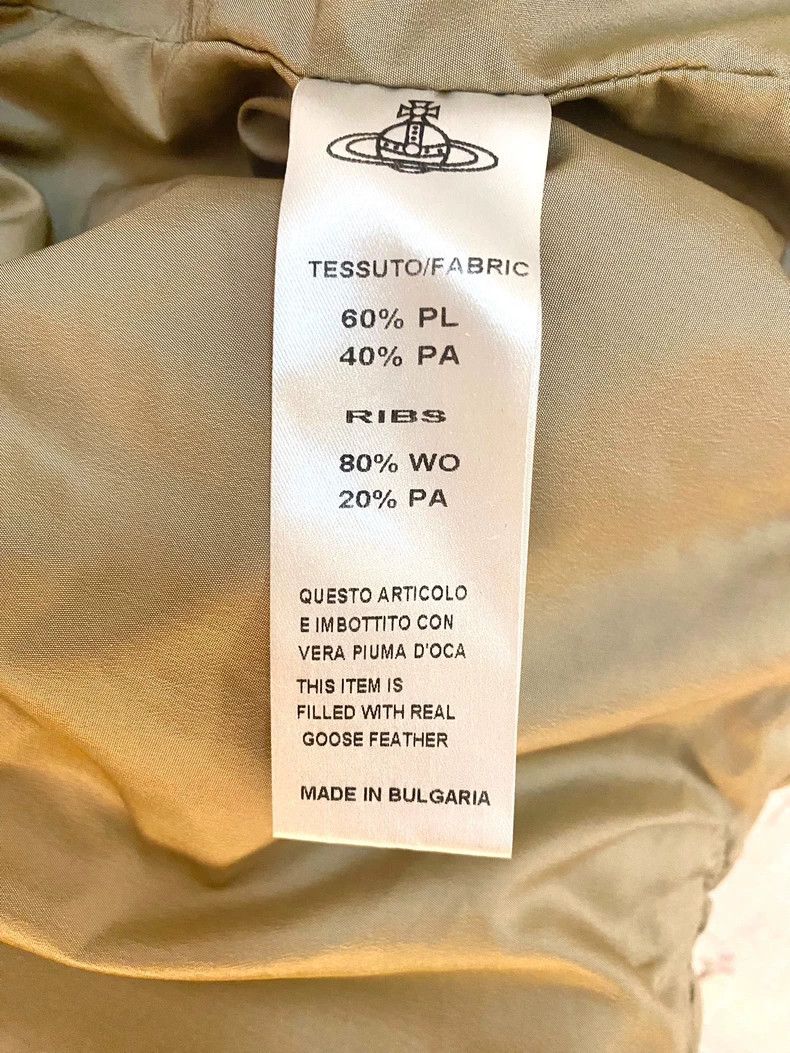 TESSUTO/FABRIC
60% PL
40% PA
RIBS
80% WO
20% PA
QUESTO ARTICOLO
E IMBOTTITO CON
VERA PIUMA D'OCA
THIS ITEM IS
FILLED WITH REAL
GOOSE FEATHER
MADE IN BULGARIA